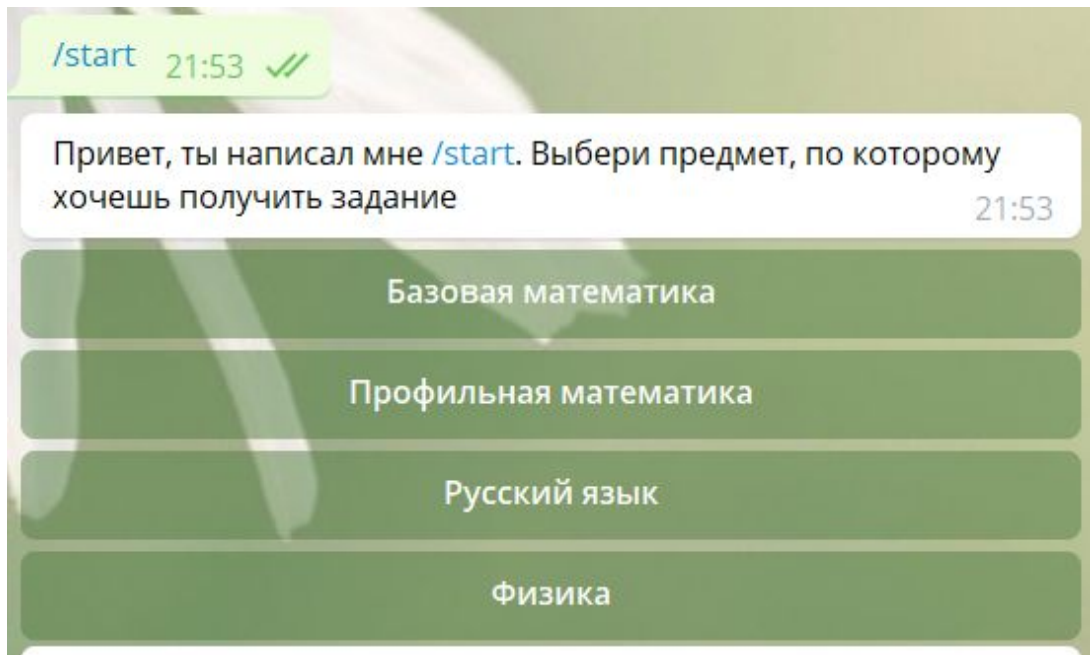 /start 21:53
Привет, ты написал мне /start. Выбери предмет, по которому
хочешь получить задание
21:53
Базовая математика
Профильная математика
Русский язык
Физика